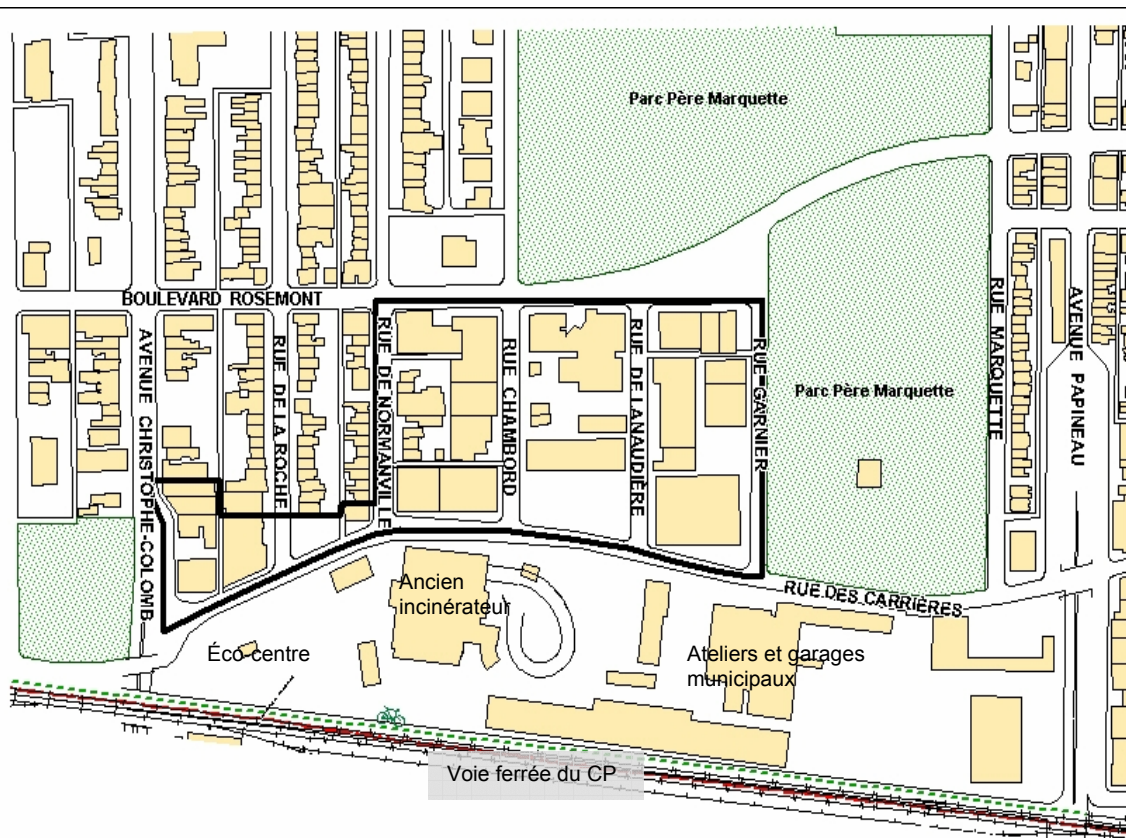 Parc Père Marquette
BOULEVARD ROSEMONT
AVENUE CHRISTOPHE-COLOMB
RUE DE LA ROCHE
RUE DE NORMANVILLE
RUE CHAMBORD
RUE DE LANAUDIÈRE
RUE GARNIER
Parc Père Marquette
RUE MARQUETTE
AVENUE PAPINEAU
RUE DES CARRIÈRES
Ancien
incinérateur
Éco-centre
Ateliers et garages
municipaux
Voie ferrée du CP